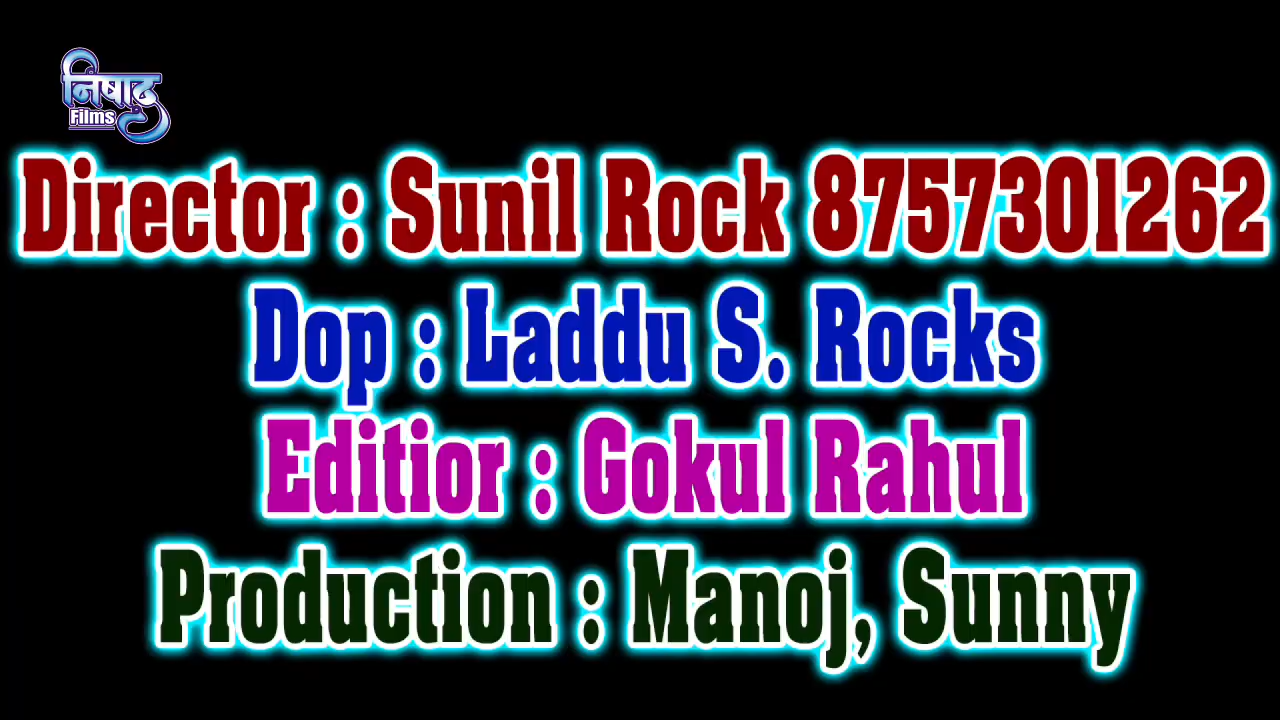 निषाद
Films
Director : Sunil Rock 8757301262
Dop : Laddu S. Rocks
Editior : Gokul Rahul
Production : Manoj, Sunny